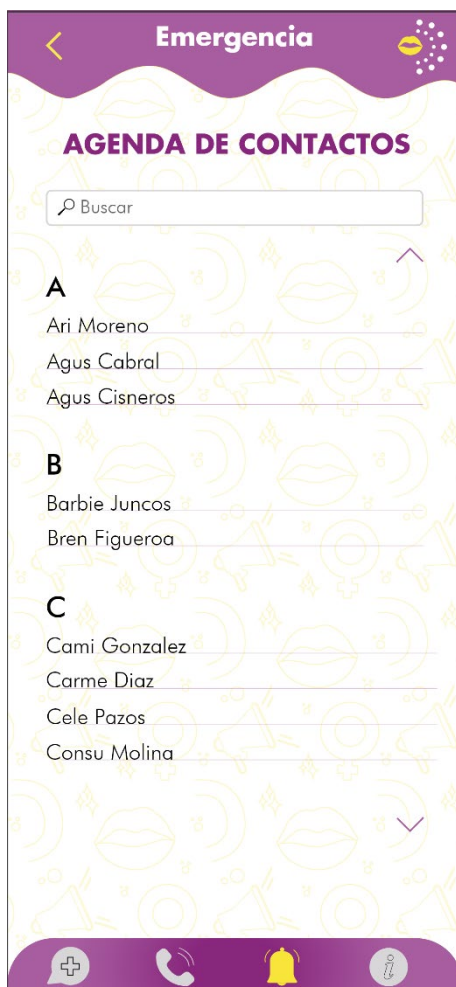 Emergencia
AGENDA DE CONTACTOS
Buscar
A
Ari Moreno
Agus Cabral
Agus Cisneros
B
Barbie Juncos
Bren Figueroa
C
Cami Gonzalez
Carme Diaz
Cele Pazos
Consu Molina
i